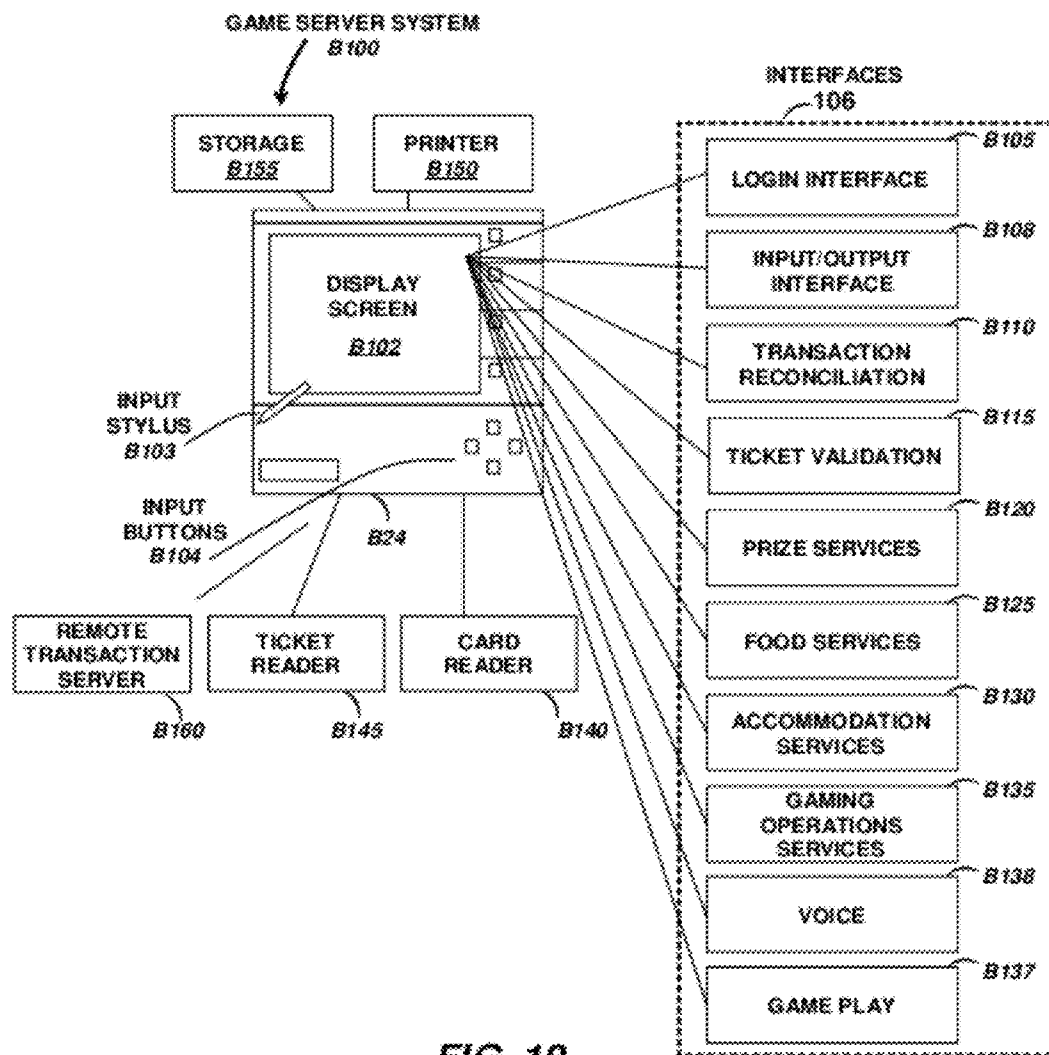 GAME SERVER SYSTEM
B100
INTERFACES
106
STORAGE
B155
PRINTER
B150
DISPLAY
SCREEN
B102
INPUT
STYLUS
B103
INPUT
BUTTONS
B104
B24
REMOTE
TRANSACTION
SERVER
B160
TICKET
READER
B145
CARD
READER
B140
B105
LOGIN INTERFACE
B108
INPUT/OUTPUT
INTERFACE
B110
TRANSACTION
RECONCILIATION
B115
TICKET VALIDATION
B120
PRIZE SERVICES
B125
FOOD SERVICES
B130
ACCOMMODATION
SERVICES
B135
GAMING
OPERATIONS
SERVICES
B138
VOICE
B137
GAME PLAY